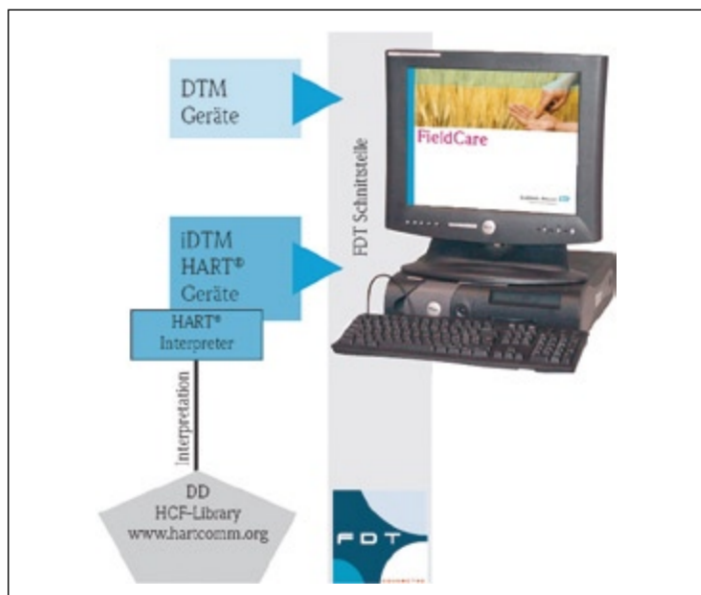 DTM
Geräte
iDTM
HART®
Geräte
HART®
Interpreter
Interpretation
DD
HCF-Library
www.hartcomm.org
FDT Schnittstelle
FieldCare
FDT